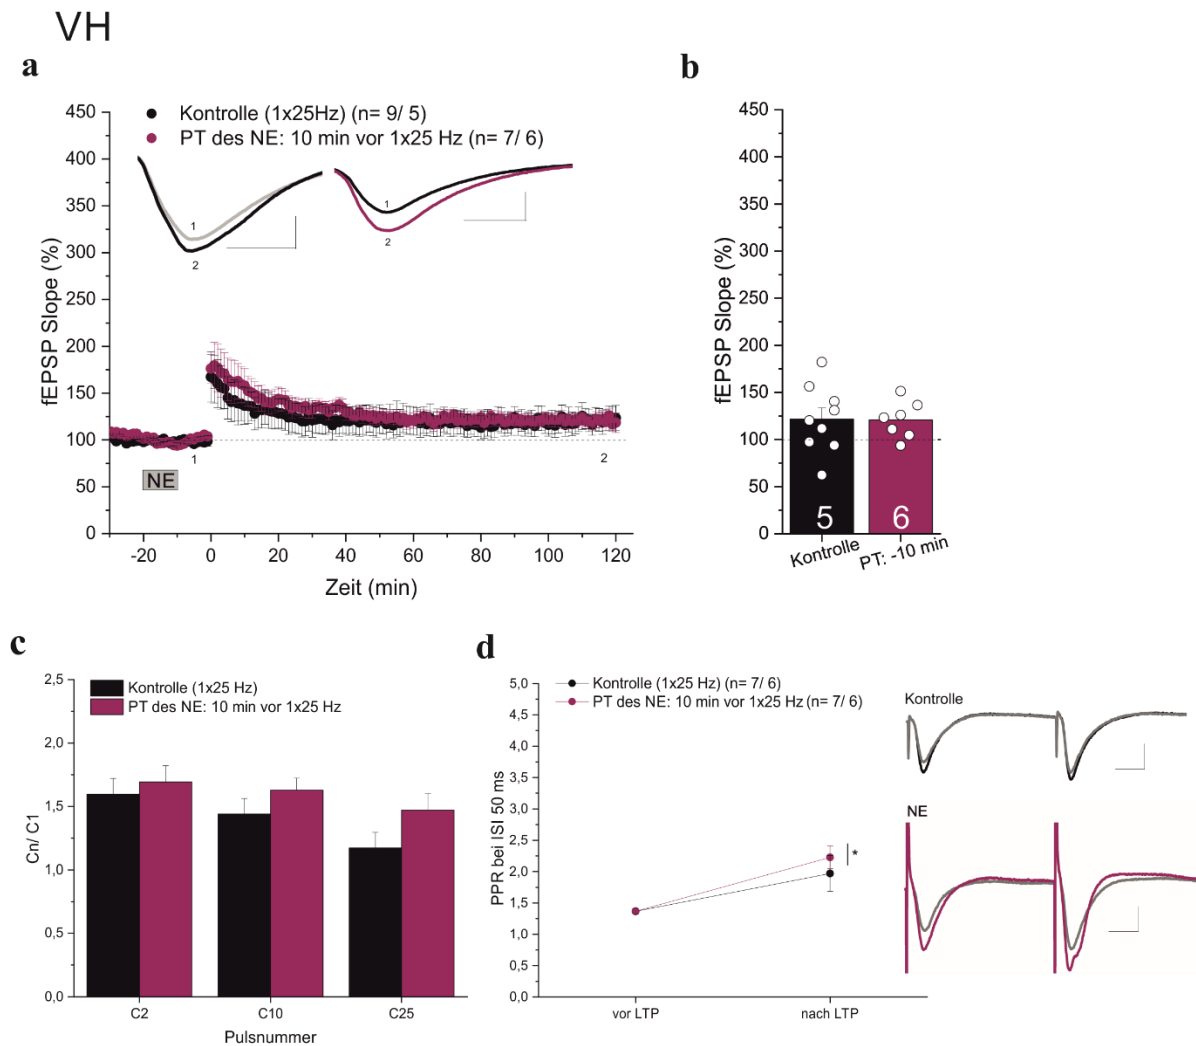 VH
a
450
400
350
300
250
200
150
100
50
0
fEPSP Slope (%)
Kontrolle (1x25Hz) (n= 9/ 5)
PT des NE: 10 min vor 1x25 Hz (n= 7/ 6)
1
2
1
2
1
2
NE
-20 0 20 40 60 80 100 120
Zeit (min)
b
450
400
350
300
250
200
150
100
50
0
fEPSP Slope (%)
5
6
Kontrolle
PT: -10 min
c
2,5
2,0
1,5
1,0
0,5
0,0
Cn/ C1
Kontrolle (1x25 Hz)
PT des NE: 10 min vor 1x25 Hz
C2 C10 C25
Pulsnummer
d
5,0
4,5
4,0
3,5
3,0
2,5
2,0
1,5
1,0
0,5
0,0
PPR bei ISI 50 ms
Kontrolle (1x25 Hz) (n= 7/ 6)
PT des NE: 10 min vor 1x25 Hz (n= 7/ 6)
*
vor LTP nach LTP
Kontrolle
NE